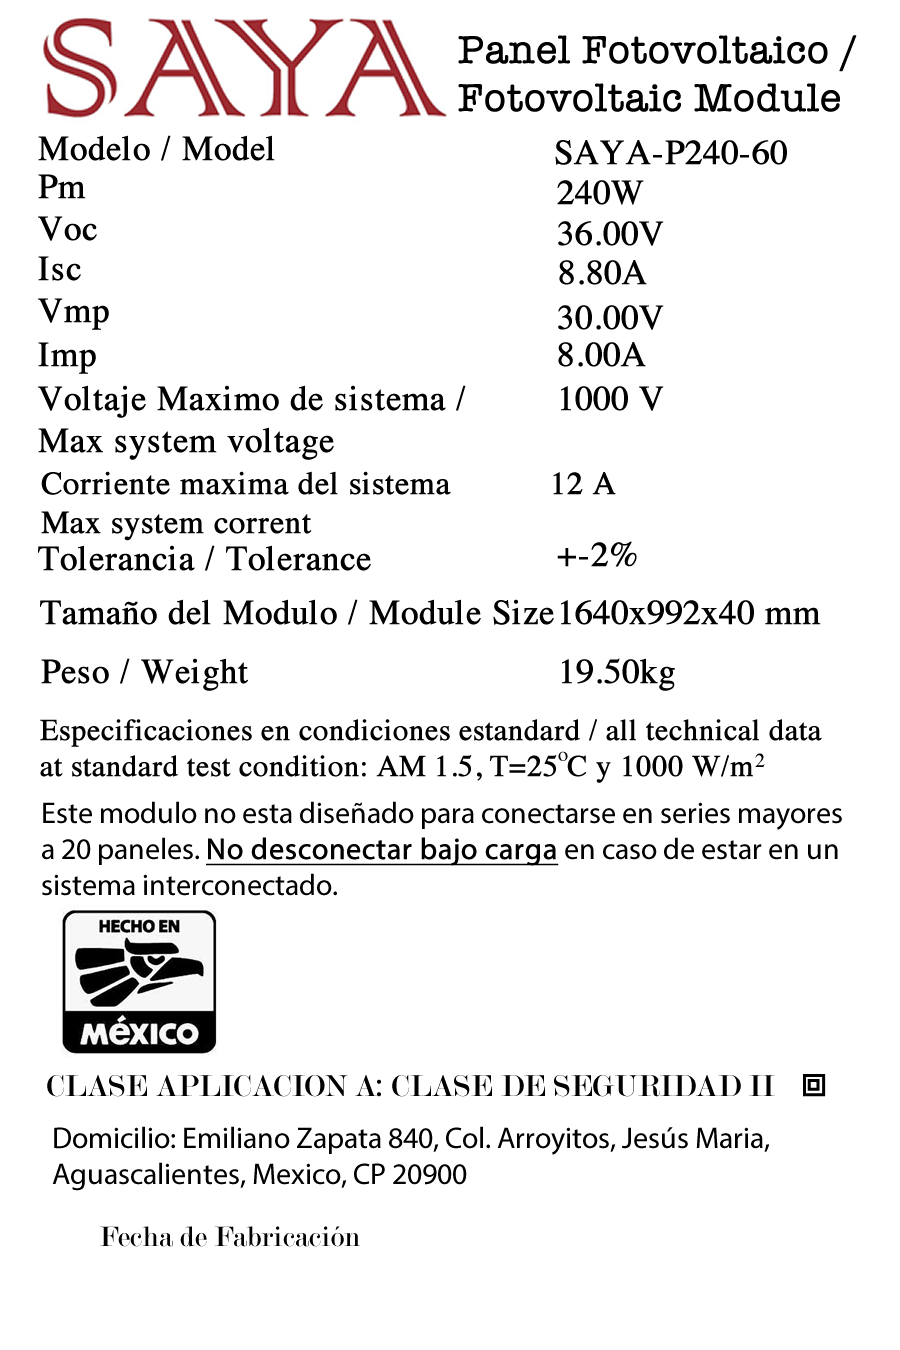 SAYA
Panel Fotovoltaico /
Fotovoltaic Module
Modelo / Model SAYA-P240-60
Pm 240W
Voc 36.00V
Isc 8.80A
Vmp 30.00V
Imp 8.00A
Voltaje Maximo de sistema / 1000 V
Max system voltage
Corriente maxima del sistema 12 A
Max system corrent
Tolerancia / Tolerance +-2%
Tamaño del Modulo / Module Size 1640x992x40 mm
Peso / Weight 19.50kg
Especificaciones en condiciones estandard / all technical data
at standard test condition: AM 1.5, T=25°C y 1000 W/m²
Este modulo no esta diseñado para conectarse en series mayores
a 20 paneles. No desconectar bajo carga en caso de estar en un
sistema interconectado.
HECHO EN
MéXICO
CLASE APLICACION A: CLASE DE SEGURIDAD II
Domicilio: Emiliano Zapata 840, Col. Arroyitos, Jesús Maria,
Aguascalientes, Mexico, CP 20900
Fecha de Fabricación